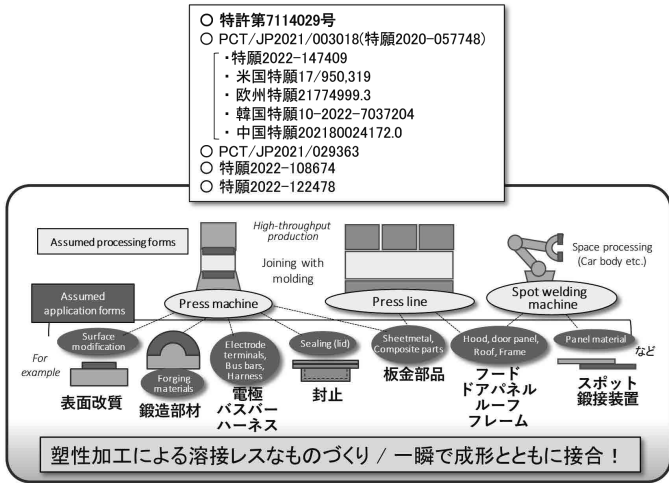 ○ 特許第7114029号
○ PCT/JP2021/003018(特願2020-057748)
・特願2022-147409
・ 米国特願17/950,319
・ 欧州特願21774999.3
・ 韓国特願10-2022-7037204
・ 中国特願202180024172.0
○ PCT/JP2021/029363
○ 特願2022-108674
○ 特願2022-122478
Assumed processing forms
High-throughput
production
Joining with
molding
Space processing
(Car body etc.)
Assumed
application forms
Press machine
Press line
Spot welding
machine
For
example
Surface
modification
表面改質
Forging
materials
鍛造部材
Electrode
terminals,
Bus bars,
Harness
電極
バスバー
ハーネス
Sealing (lid)
封止
Sheetmetal,
Composite parts
板金部品
Hood, door panel,
Roof, Frame
フード
ドアパネル
ルーフ
フレーム
Panel material
など
スポット
鍛接装置
塑性加工による溶接レスなものづくり / 一瞬で成形とともに接合！